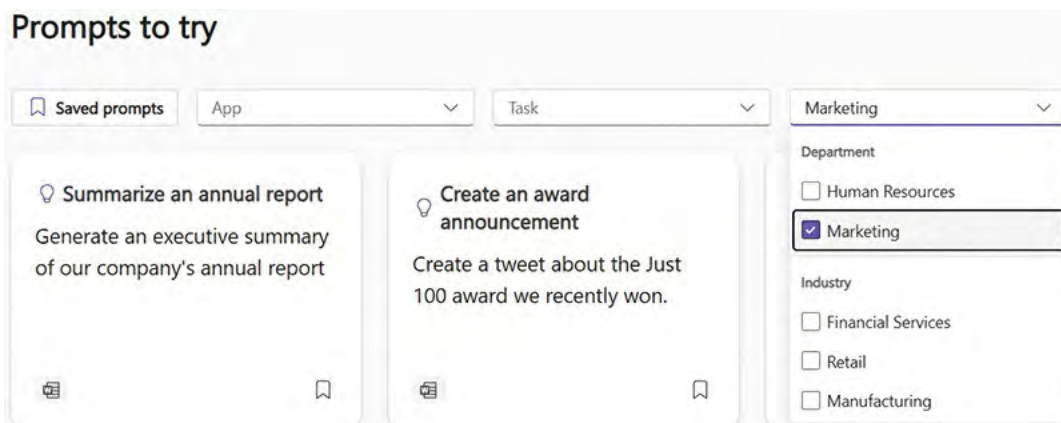 Prompts to try
Saved prompts
App
Task
Marketing
Summarize an annual report
Generate an executive summary
of our company's annual report
Create an award
announcement
Create a tweet about the Just
100 award we recently won.
Department
Human Resources
Marketing
Industry
Financial Services
Retail
Manufacturing